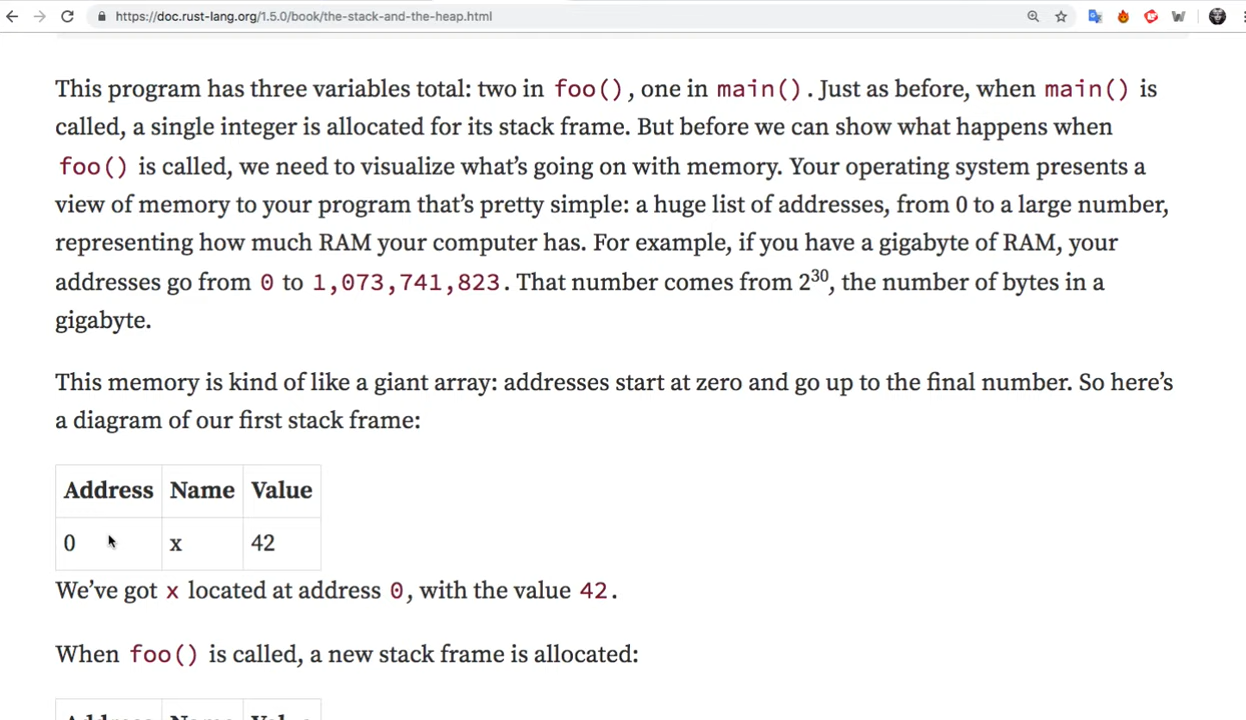 https://doc.rust-lang.org/1.5.0/book/the-stack-and-the-heap.html
This program has three variables total: two in foo(), one in main(). Just as before, when main() is
called, a single integer is allocated for its stack frame. But before we can show what happens when
foo() is called, we need to visualize what’s going on with memory. Your operating system presents a
view of memory to your program that’s pretty simple: a huge list of addresses, from 0 to a large number,
representing how much RAM your computer has. For example, if you have a gigabyte of RAM, your
addresses go from 0 to 1,073,741,823. That number comes from 2³⁰, the number of bytes in a
gigabyte.
This memory is kind of like a giant array: addresses start at zero and go up to the final number. So here’s
a diagram of our first stack frame:
Address Name Value
0 x 42
We’ve got x located at address 0, with the value 42.
When foo() is called, a new stack frame is allocated:
Address Name Value